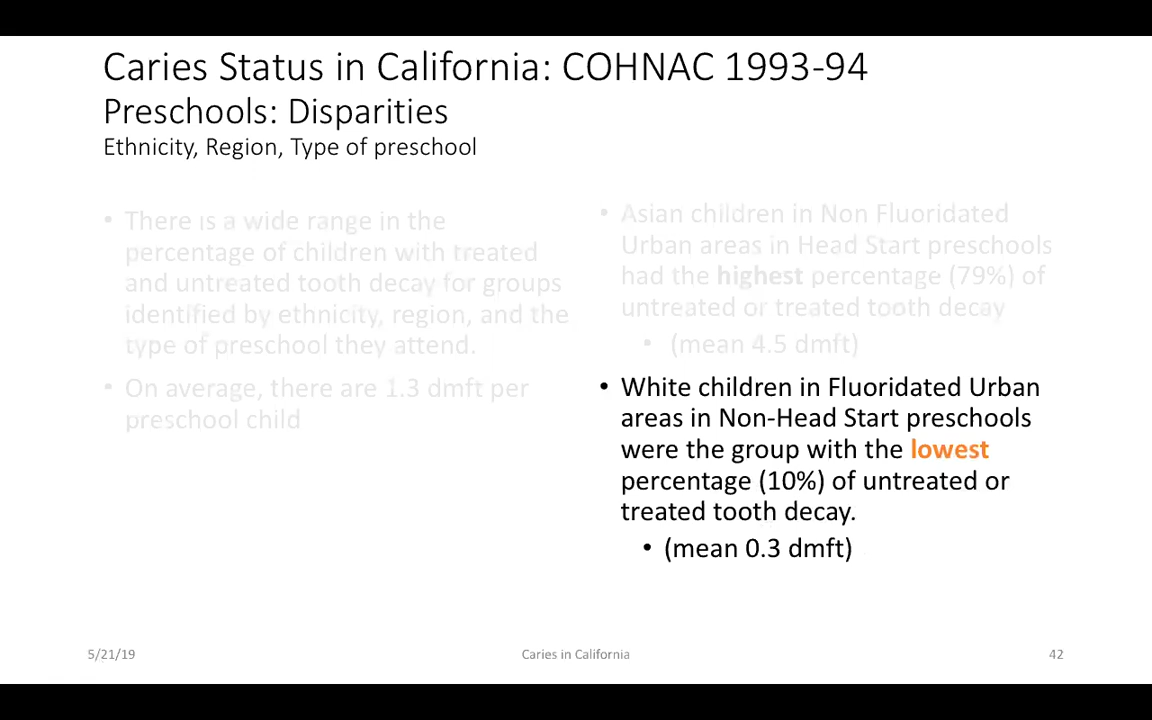 Caries Status in California: COHNAC 1993-94
Preschools: Disparities
Ethnicity, Region, Type of preschool
• There is a wide range in the
percentage of children with treated
and untreated tooth decay for groups
identified by ethnicity, region, and the
type of preschool they attend.
• On average, there are 1.3 dmft per
preschool child
• Asian children in Non Fluoridated
Urban areas in Head Start preschools
had the highest percentage (79%) of
untreated or treated tooth decay
• (mean 4.5 dmft)
• White children in Fluoridated Urban
areas in Non-Head Start preschools
were the group with the lowest
percentage (10%) of untreated or
treated tooth decay.
• (mean 0.3 dmft)
5/21/19
Caries in California
42